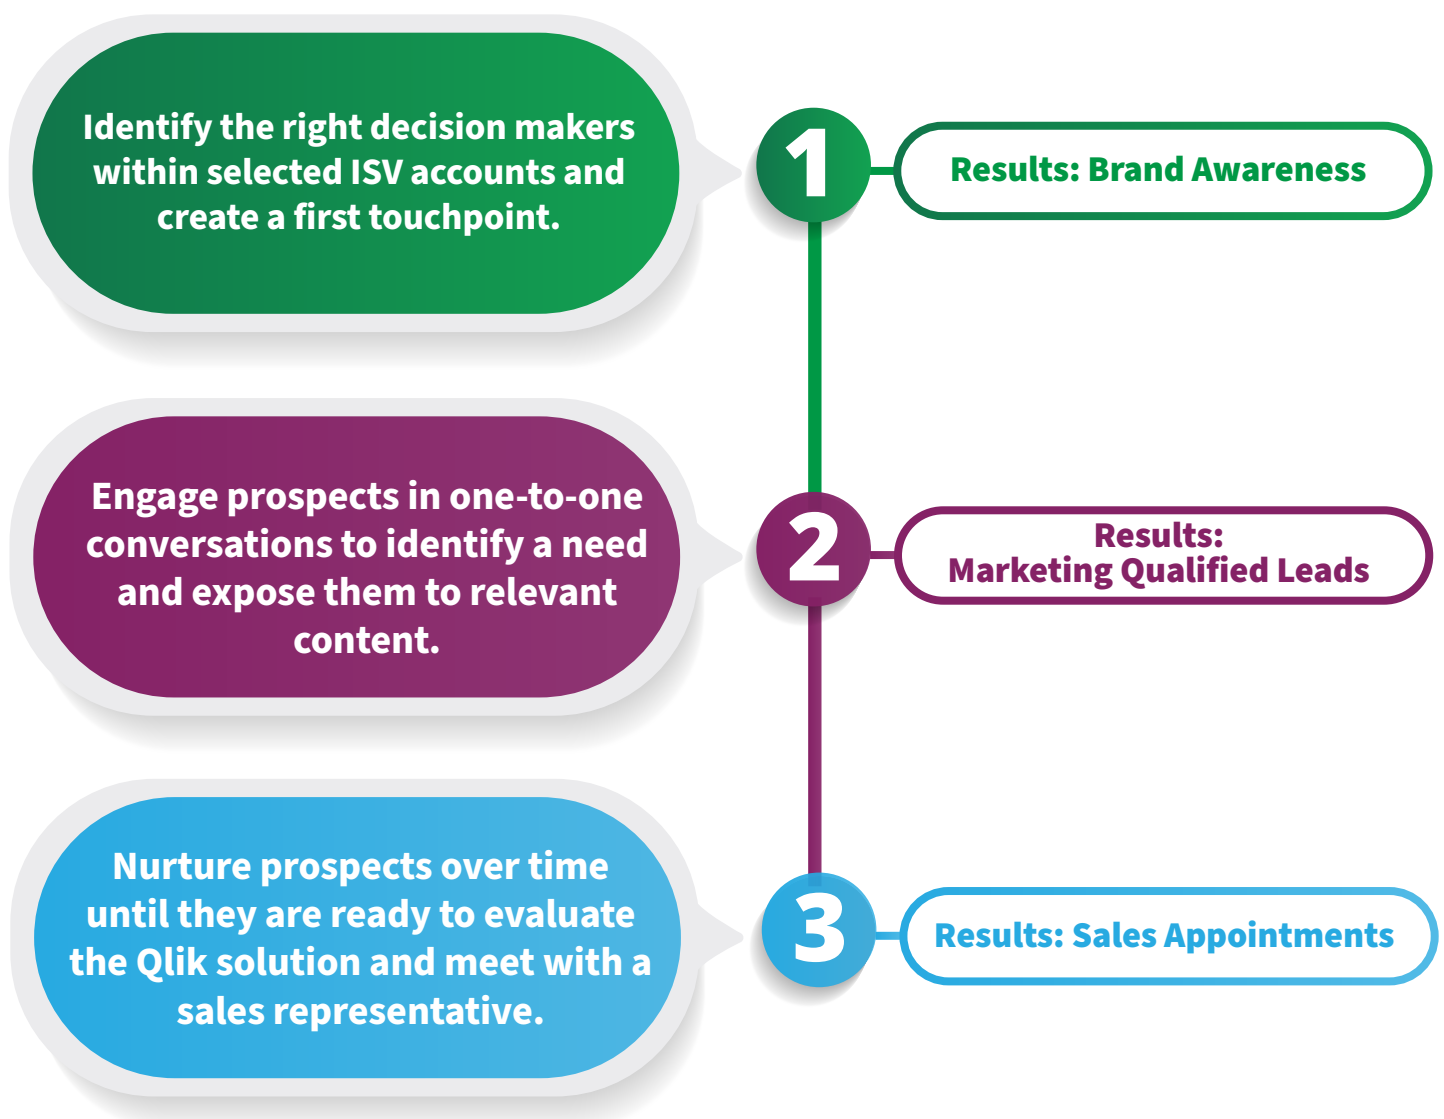 Identify the right decision makers
within selected ISV accounts and
create a first touchpoint.
1
Results: Brand Awareness
Engage prospects in one-to-one
conversations to identify a need
and expose them to relevant
content.
2
Results:
Marketing Qualified Leads
Nurture prospects over time
until they are ready to evaluate
the Qlik solution and meet with a
sales representative.
3
Results: Sales Appointments